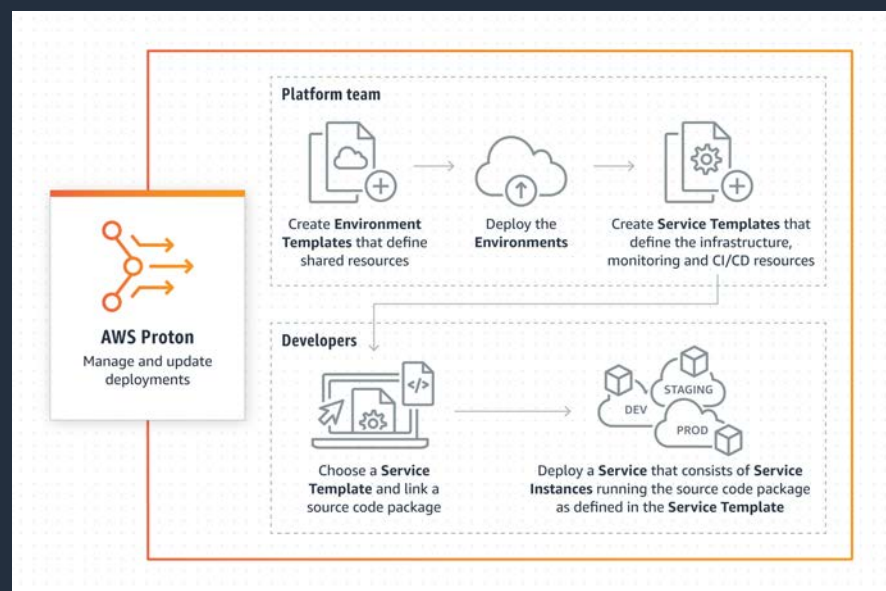 Platform team
Create Environment
Templates that define
shared resources
Deploy the
Environments
Create Service Templates that
define the infrastructure,
monitoring and CI/CD resources
AWS Proton
Manage and update
deployments
Developers
</>
Choose a Service
Template and link a
source code package
DEV
STAGING
PROD
Deploy a Service that consists of Service
Instances running the source code package
as defined in the Service Template